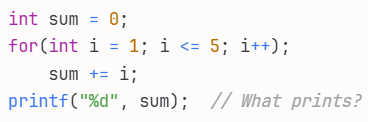 int sum = 0;
for(int i = 1; i <= 5; i++);
    sum += i;
printf("%d", sum);  // What prints?